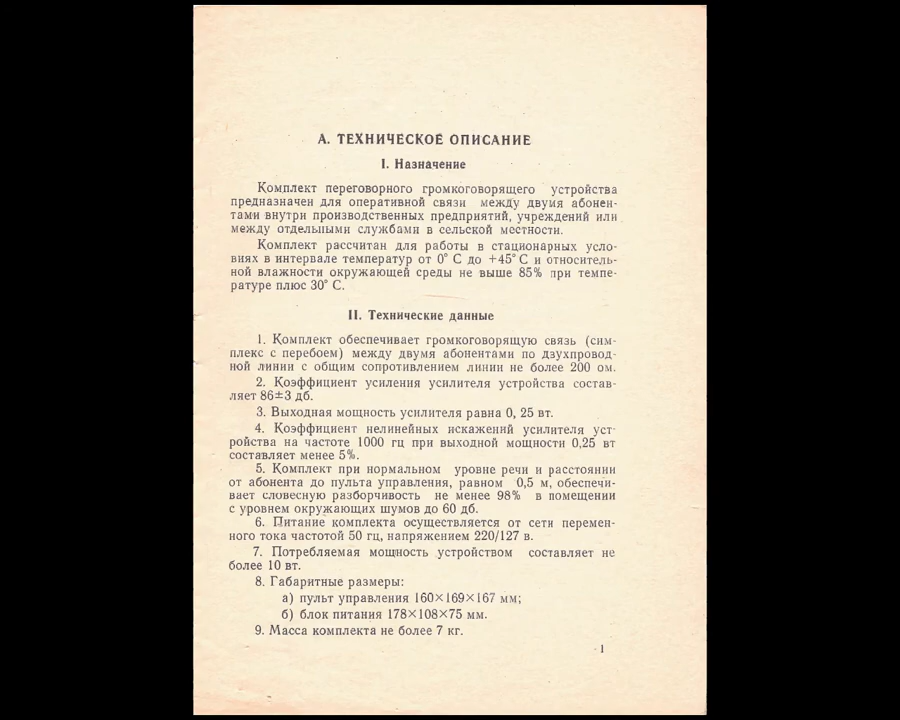 А. ТЕХНИЧЕСКОЕ ОПИСАНИЕ
I. Назначение
Комплект переговорного громкоговорящего устройства
предназначен для оперативной связи между двумя абонен-
тами внутри производственных предприятий, учреждений или
между отдельными службами в сельской местности.
Комплект рассчитан для работы в стационарных усло-
виях в интервале температур от 0° С до +45° С и относитель-
ной влажности окружающей среды не выше 85% при темпе-
ратуре плюс 30° С.
II. Технические данные
1. Комплект обеспечивает громкоговорящую связь (сим-
плекс с перебоем) между двумя абонентами по двухпровод-
ной линии с общим сопротивлением линии не более 200 ом.
2. Коэффициент усиления усилителя устройства состав-
ляет 86±3 дб.
3. Выходная мощность усилителя равна 0, 25 вт.
4. Коэффициент нелинейных искажений усилителя уст-
ройства на частоте 1000 гц при выходной мощности 0,25 вт
составляет менее 5%.
5. Комплект при нормальном уровне речи и расстоянии
от абонента до пульта управления, равном 0,5 м, обеспечи-
вает словесную разборчивость не менее 98% в помещении
с уровнем окружающих шумов до 60 дб.
6. Питание комплекта осуществляется от сети перемен-
ного тока частотой 50 гц, напряжением 220/127 в.
7. Потребляемая мощность устройством составляет не
более 10 вт.
8. Габаритные размеры:
а) пульт управления 160×169×167 мм;
б) блок питания 178×108×75 мм.
9. Масса комплекта не более 7 кг.
1